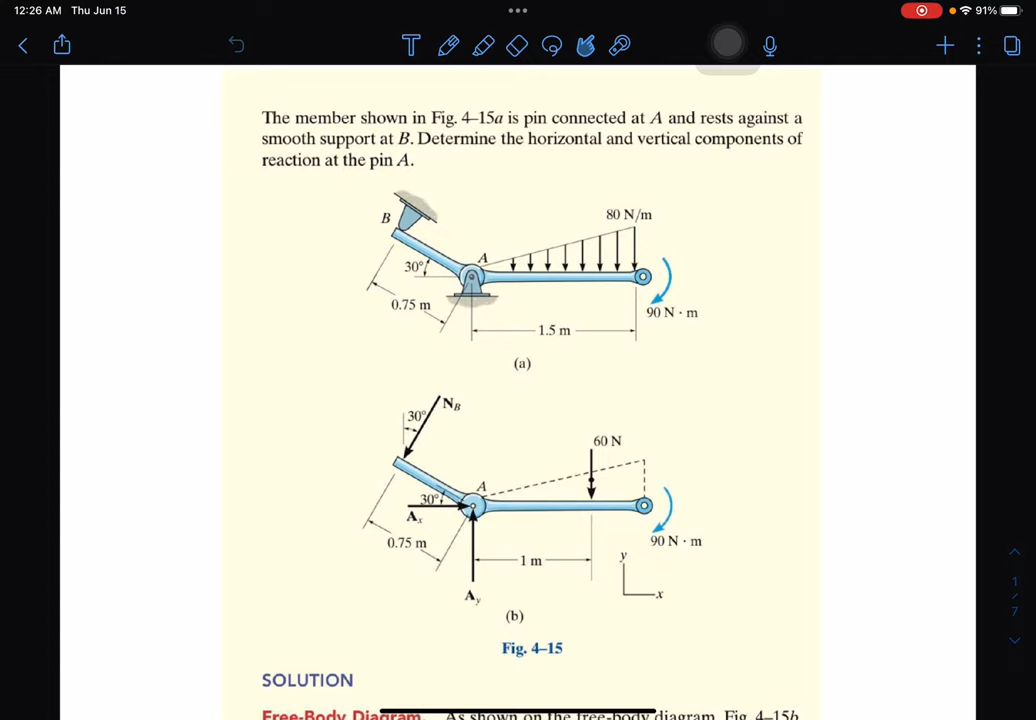 12:26 AM Thu Jun 15
91%
The member shown in Fig. 4–15a is pin connected at A and rests against a
smooth support at B. Determine the horizontal and vertical components of
reaction at the pin A.
80 N/m
B
A
30°
0.75 m
90 N · m
1.5 m
(a)
N_B
30°
60 N
A
30°
A_x
0.75 m
90 N · m
1 m
y
x
A_y
(b)
Fig. 4–15
SOLUTION
Free-Body Diagram. As shown on the free-body diagram, Fig. 4–15b,
1
/
7